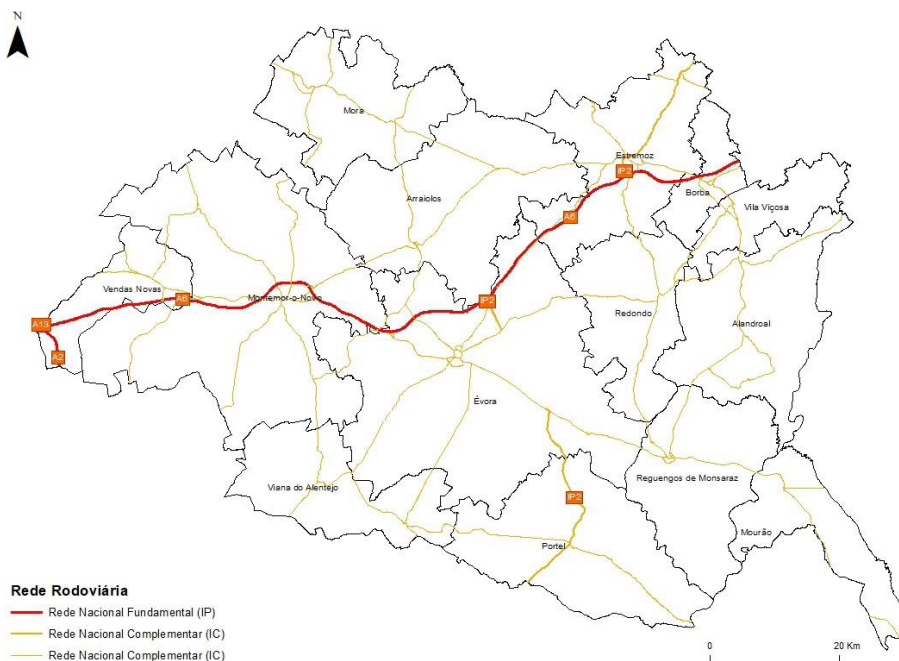 N
Mora
Estremoz
IP2
Borba
Arraiolos
Vila Viçosa
A6
Vendas Novas
A6
Montemor-o-Novo
IP2
Redondo
A13
Alandroal
A2
Évora
Reguengos de Monsaraz
Viana do Alentejo
IP2
Mourão
Portel
Rede Rodoviária
Rede Nacional Fundamental (IP)
Rede Nacional Complementar (IC)
Rede Nacional Complementar (IC)
0 20 Km